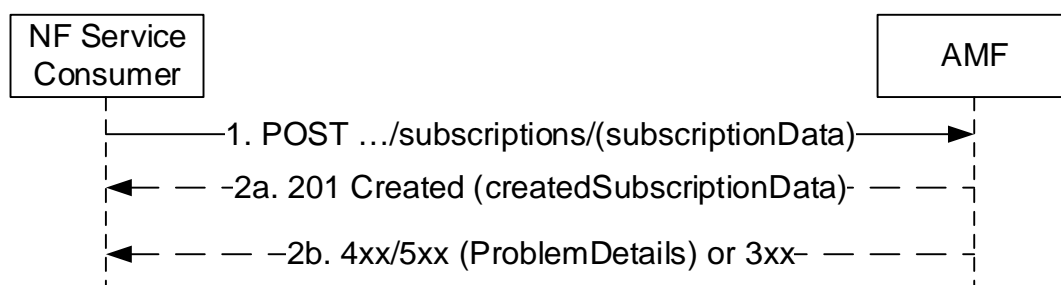 NF Service
Consumer
AMF
1. POST …/subscriptions/(subscriptionData)
2a. 201 Created (createdSubscriptionData)
2b. 4xx/5xx (ProblemDetails) or 3xx